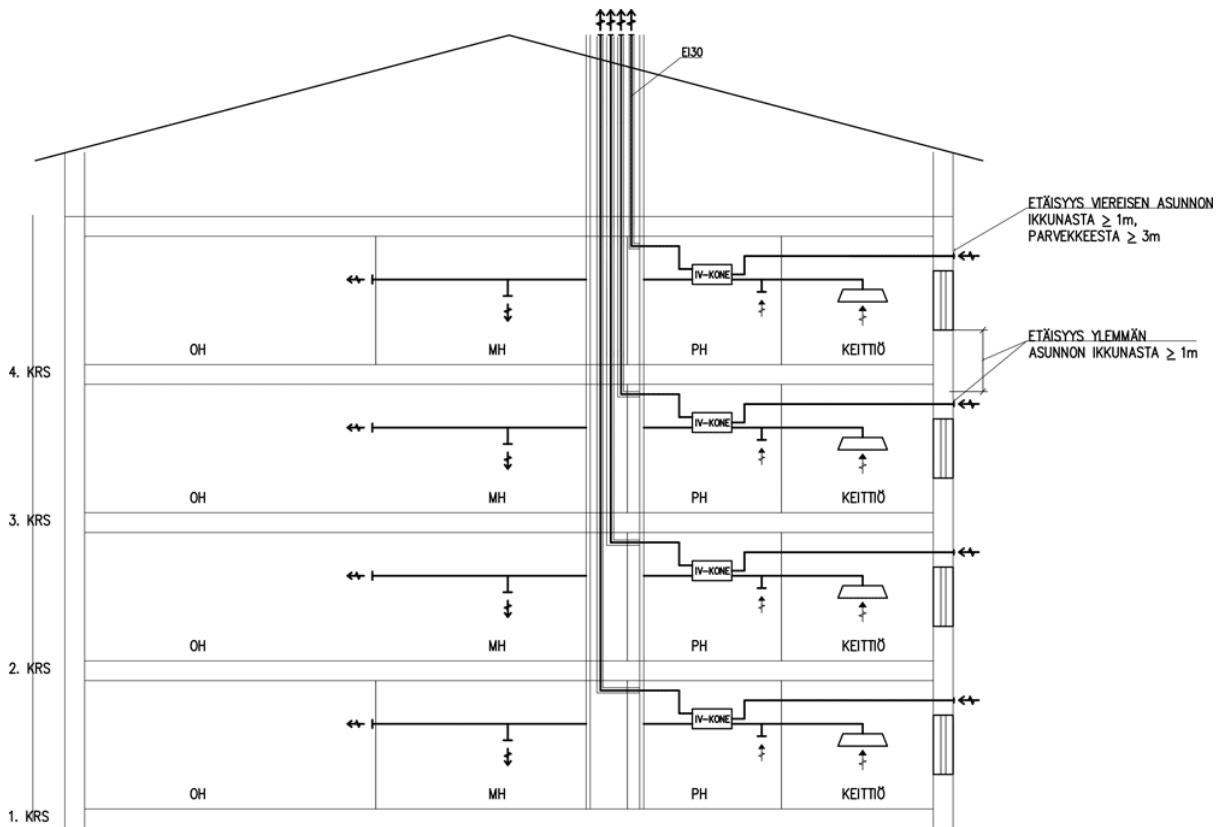 EI30
ETÄISYYS VIEREISEN ASUNNON
IKKUNASTA ≥ 1m,
PARVEKKEESTA ≥ 3m
IV-KONE
OH MH PH KEITTIÖ
ETÄISYYS YLEMMÄN
ASUNNON IKKUNASTA ≥ 1m
4. KRS
IV-KONE
OH MH PH KEITTIÖ
3. KRS
IV-KONE
OH MH PH KEITTIÖ
2. KRS
IV-KONE
OH MH PH KEITTIÖ
1. KRS